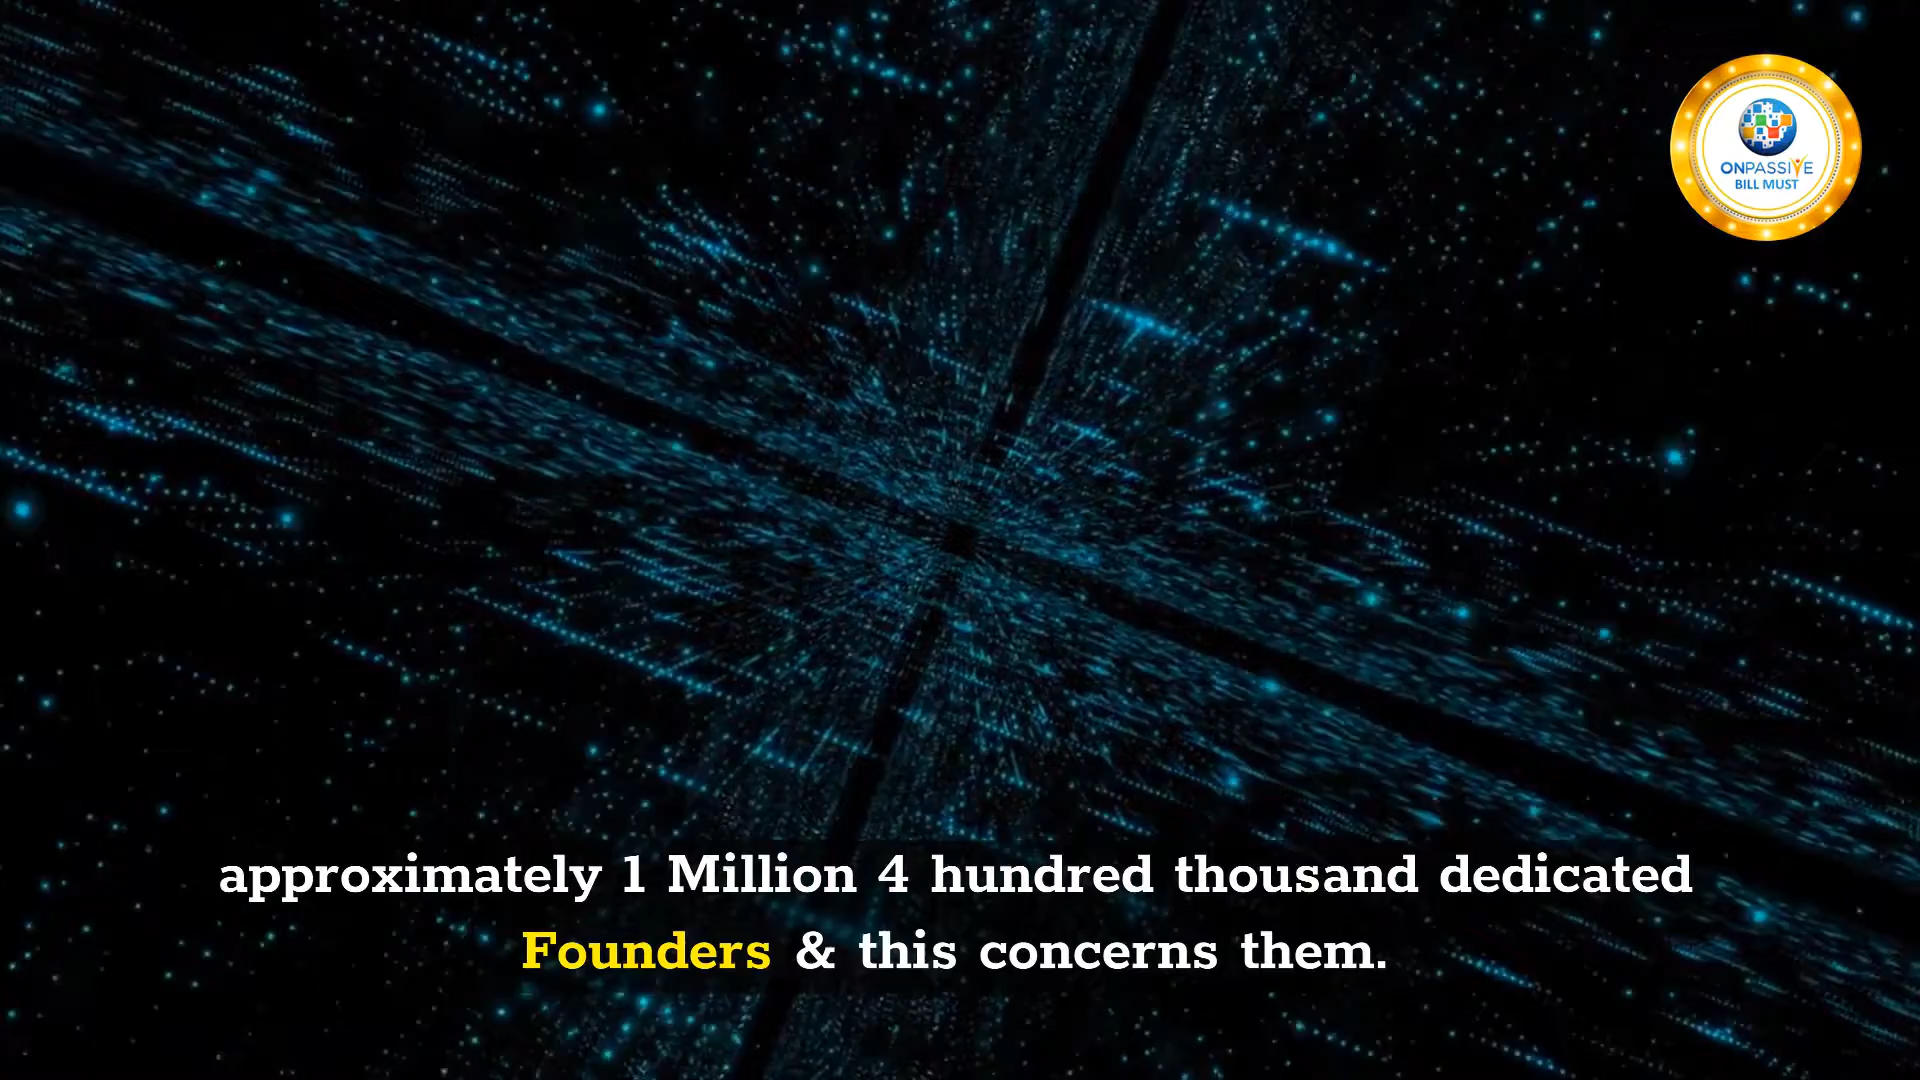 ONPASSIVE
BILL MUST
approximately 1 Million 4 hundred thousand dedicated
Founders & this concerns them.